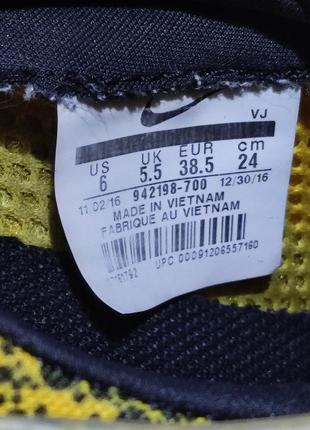 VJ
US UK EUR cm
6 5.5 38.5 24
11/02/16 942198-700 12/30/16
MADE IN VIETNAM
FABRIQUE AU VIETNAM
UPC 00091206557160